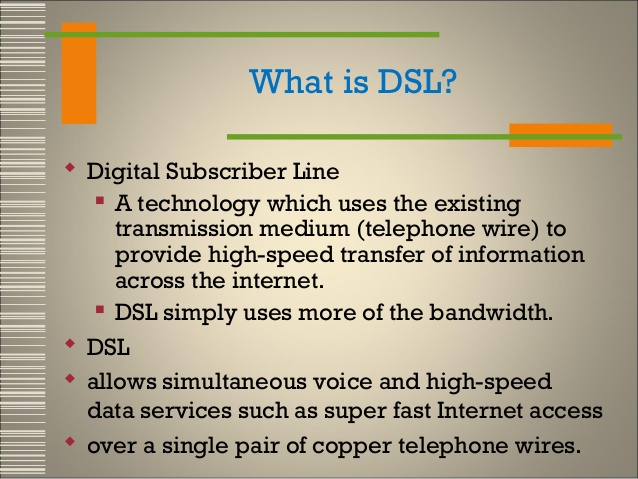 What is DSL?
Digital Subscriber Line
A technology which uses the existing
transmission medium (telephone wire) to
provide high-speed transfer of information
across the internet.
DSL simply uses more of the bandwidth.
DSL
allows simultaneous voice and high-speed
data services such as super fast Internet access
over a single pair of copper telephone wires.